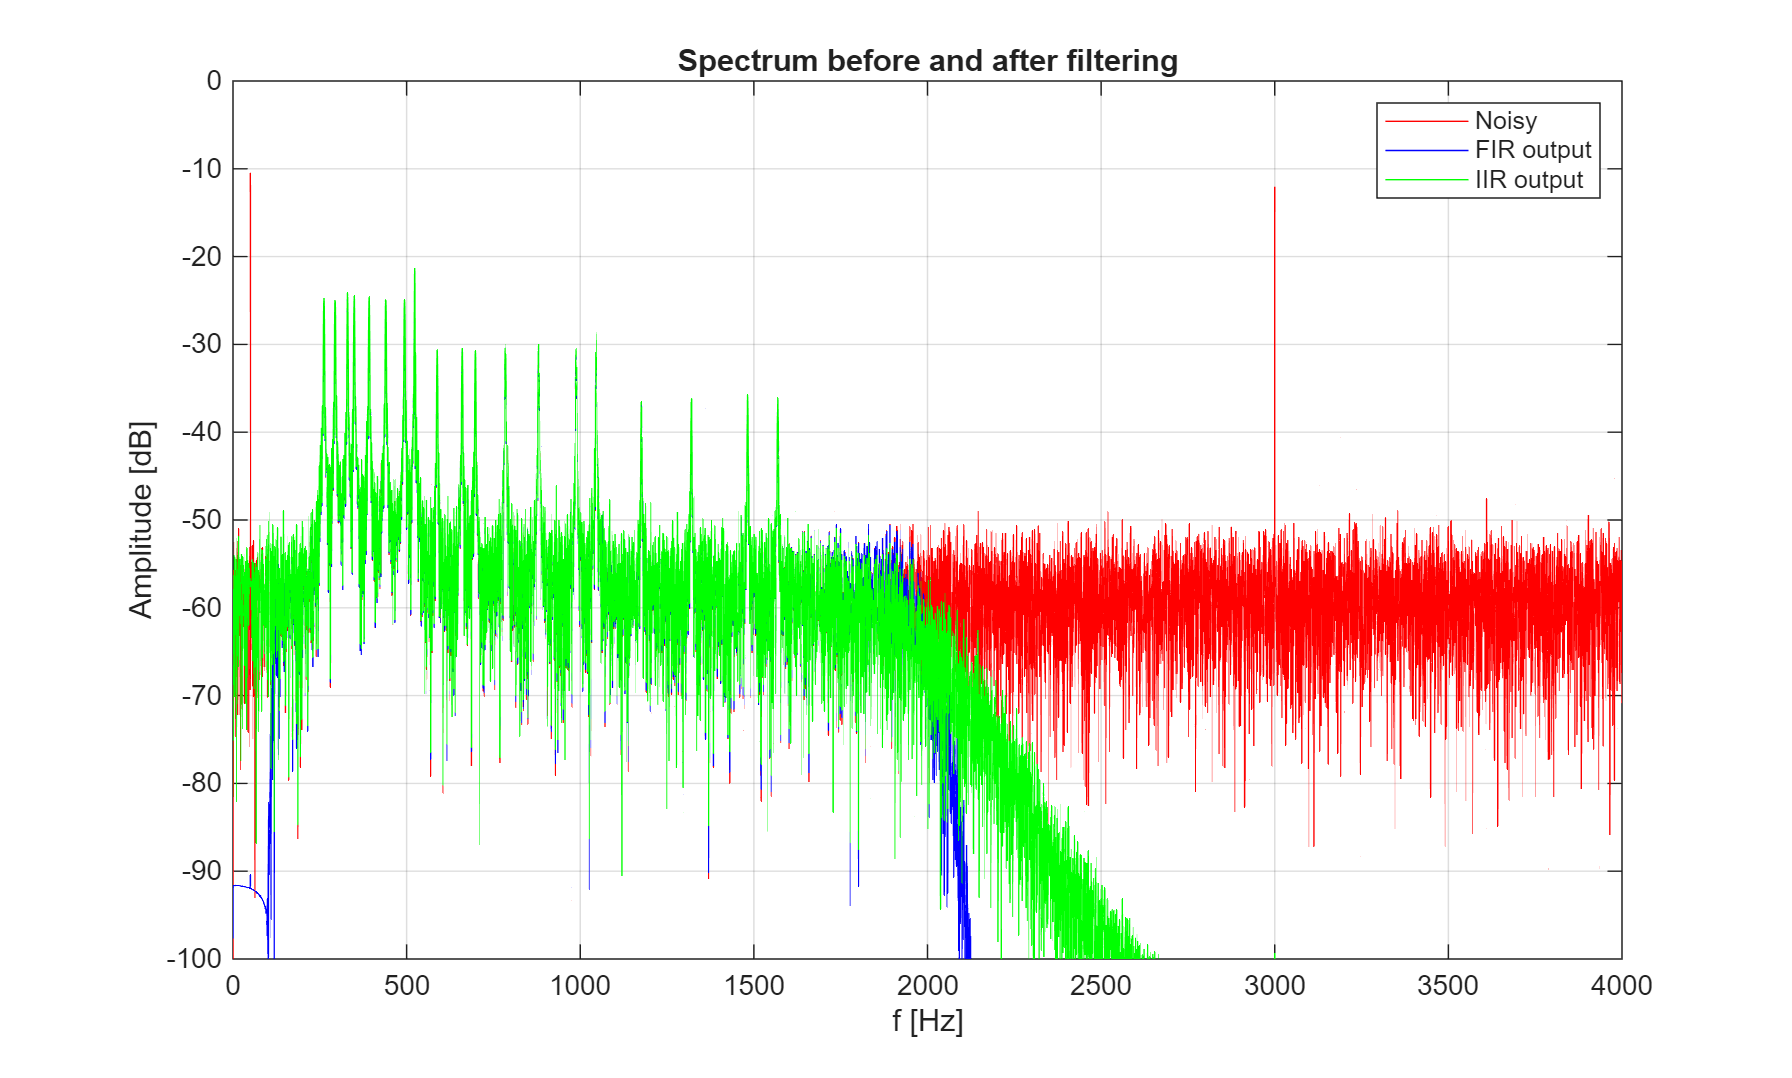 Spectrum before and after filtering
0
-10
-20
-30
-40
-50
-60
-70
-80
-90
-100
Amplitude [dB]
Noisy
FIR output
IIR output
0 500 1000 1500 2000 2500 3000 3500 4000
f [Hz]